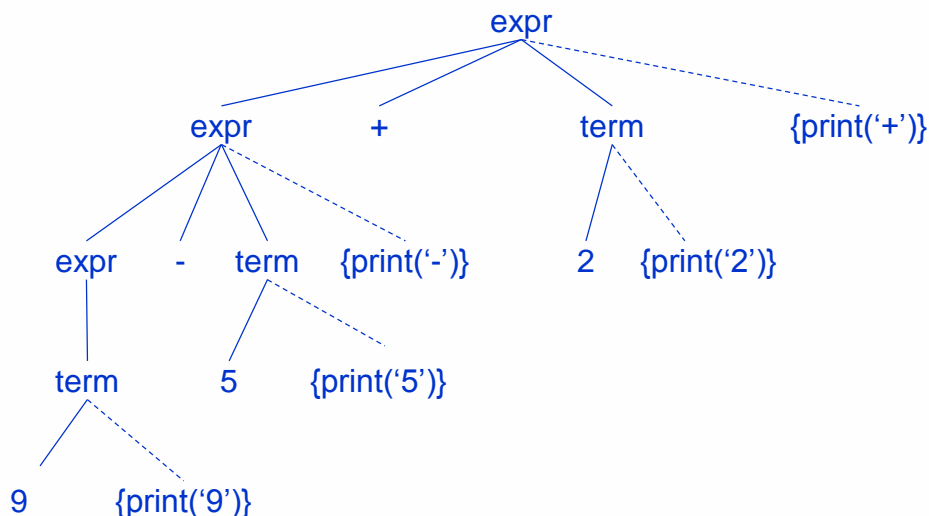 expr
expr + term {print(‘+’)}
expr - term {print(‘-’)} 2 {print(‘2’)}
term 5 {print(‘5’)}
9 {print(‘9’)}